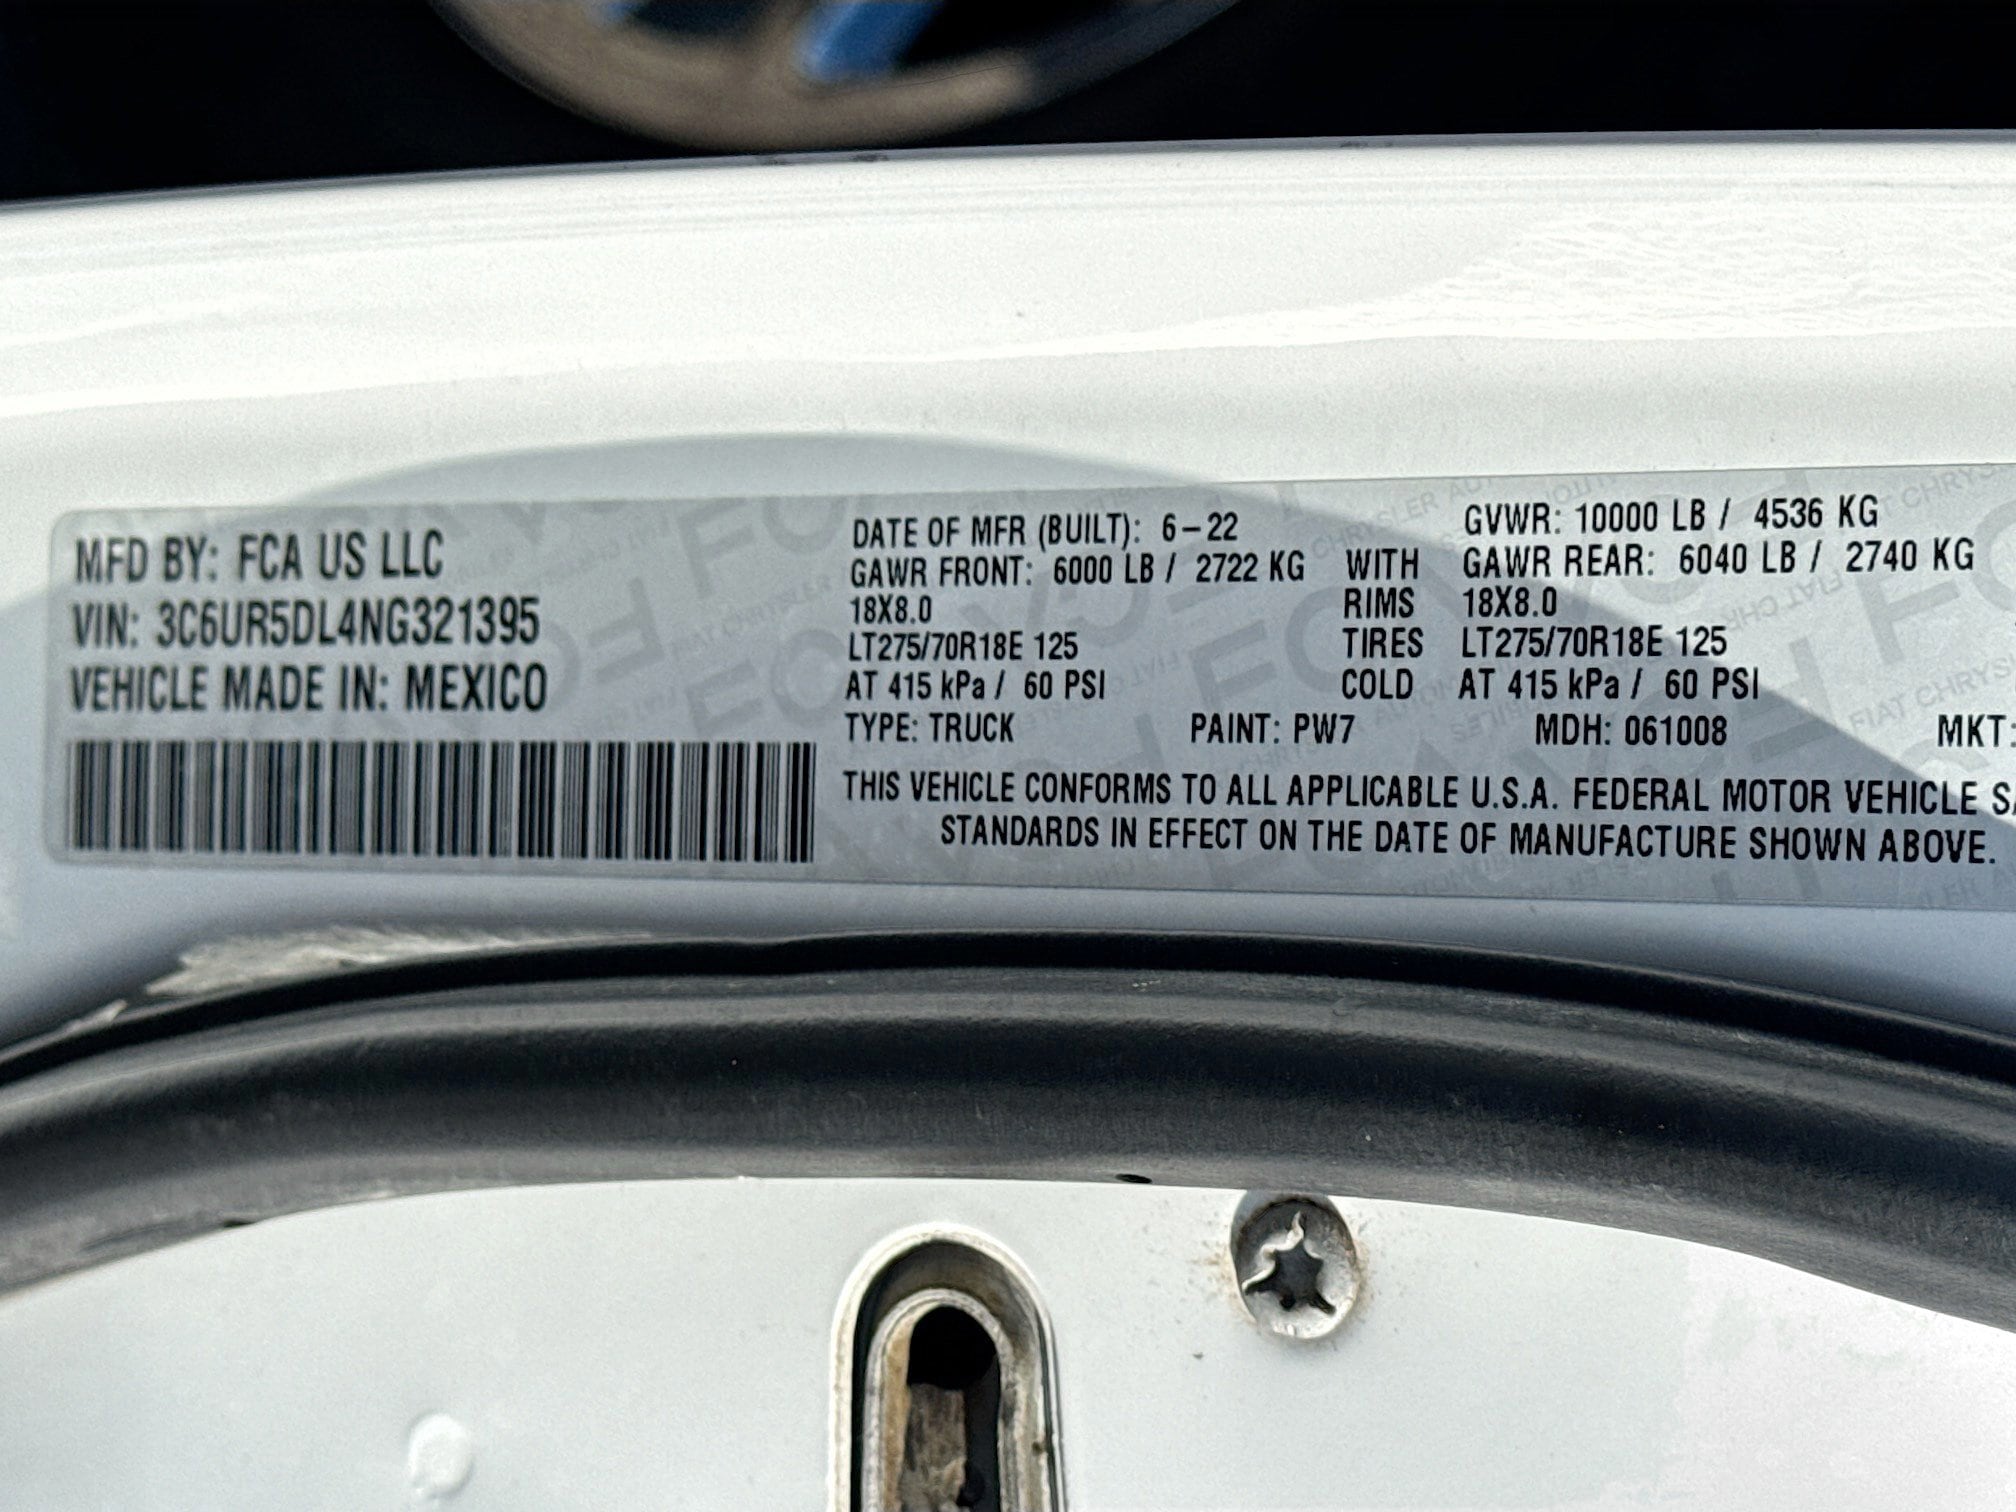 MFD BY: FCA US LLC
VIN: 3C6UR5DL4NG321395
VEHICLE MADE IN: MEXICO
DATE OF MFR (BUILT): 6-22 GVWR: 10000 LB / 4536 KG
GAWR FRONT: 6000 LB / 2722 KG WITH GAWR REAR: 6040 LB / 2740 KG
18X8.0 RIMS 18X8.0
LT275/70R18E 125 TIRES LT275/70R18E 125
AT 415 kPa / 60 PSI COLD AT 415 kPa / 60 PSI
TYPE: TRUCK PAINT: PW7 MDH: 061008 MKT:
THIS VEHICLE CONFORMS TO ALL APPLICABLE U.S.A. FEDERAL MOTOR VEHICLE
STANDARDS IN EFFECT ON THE DATE OF MANUFACTURE SHOWN ABOVE.